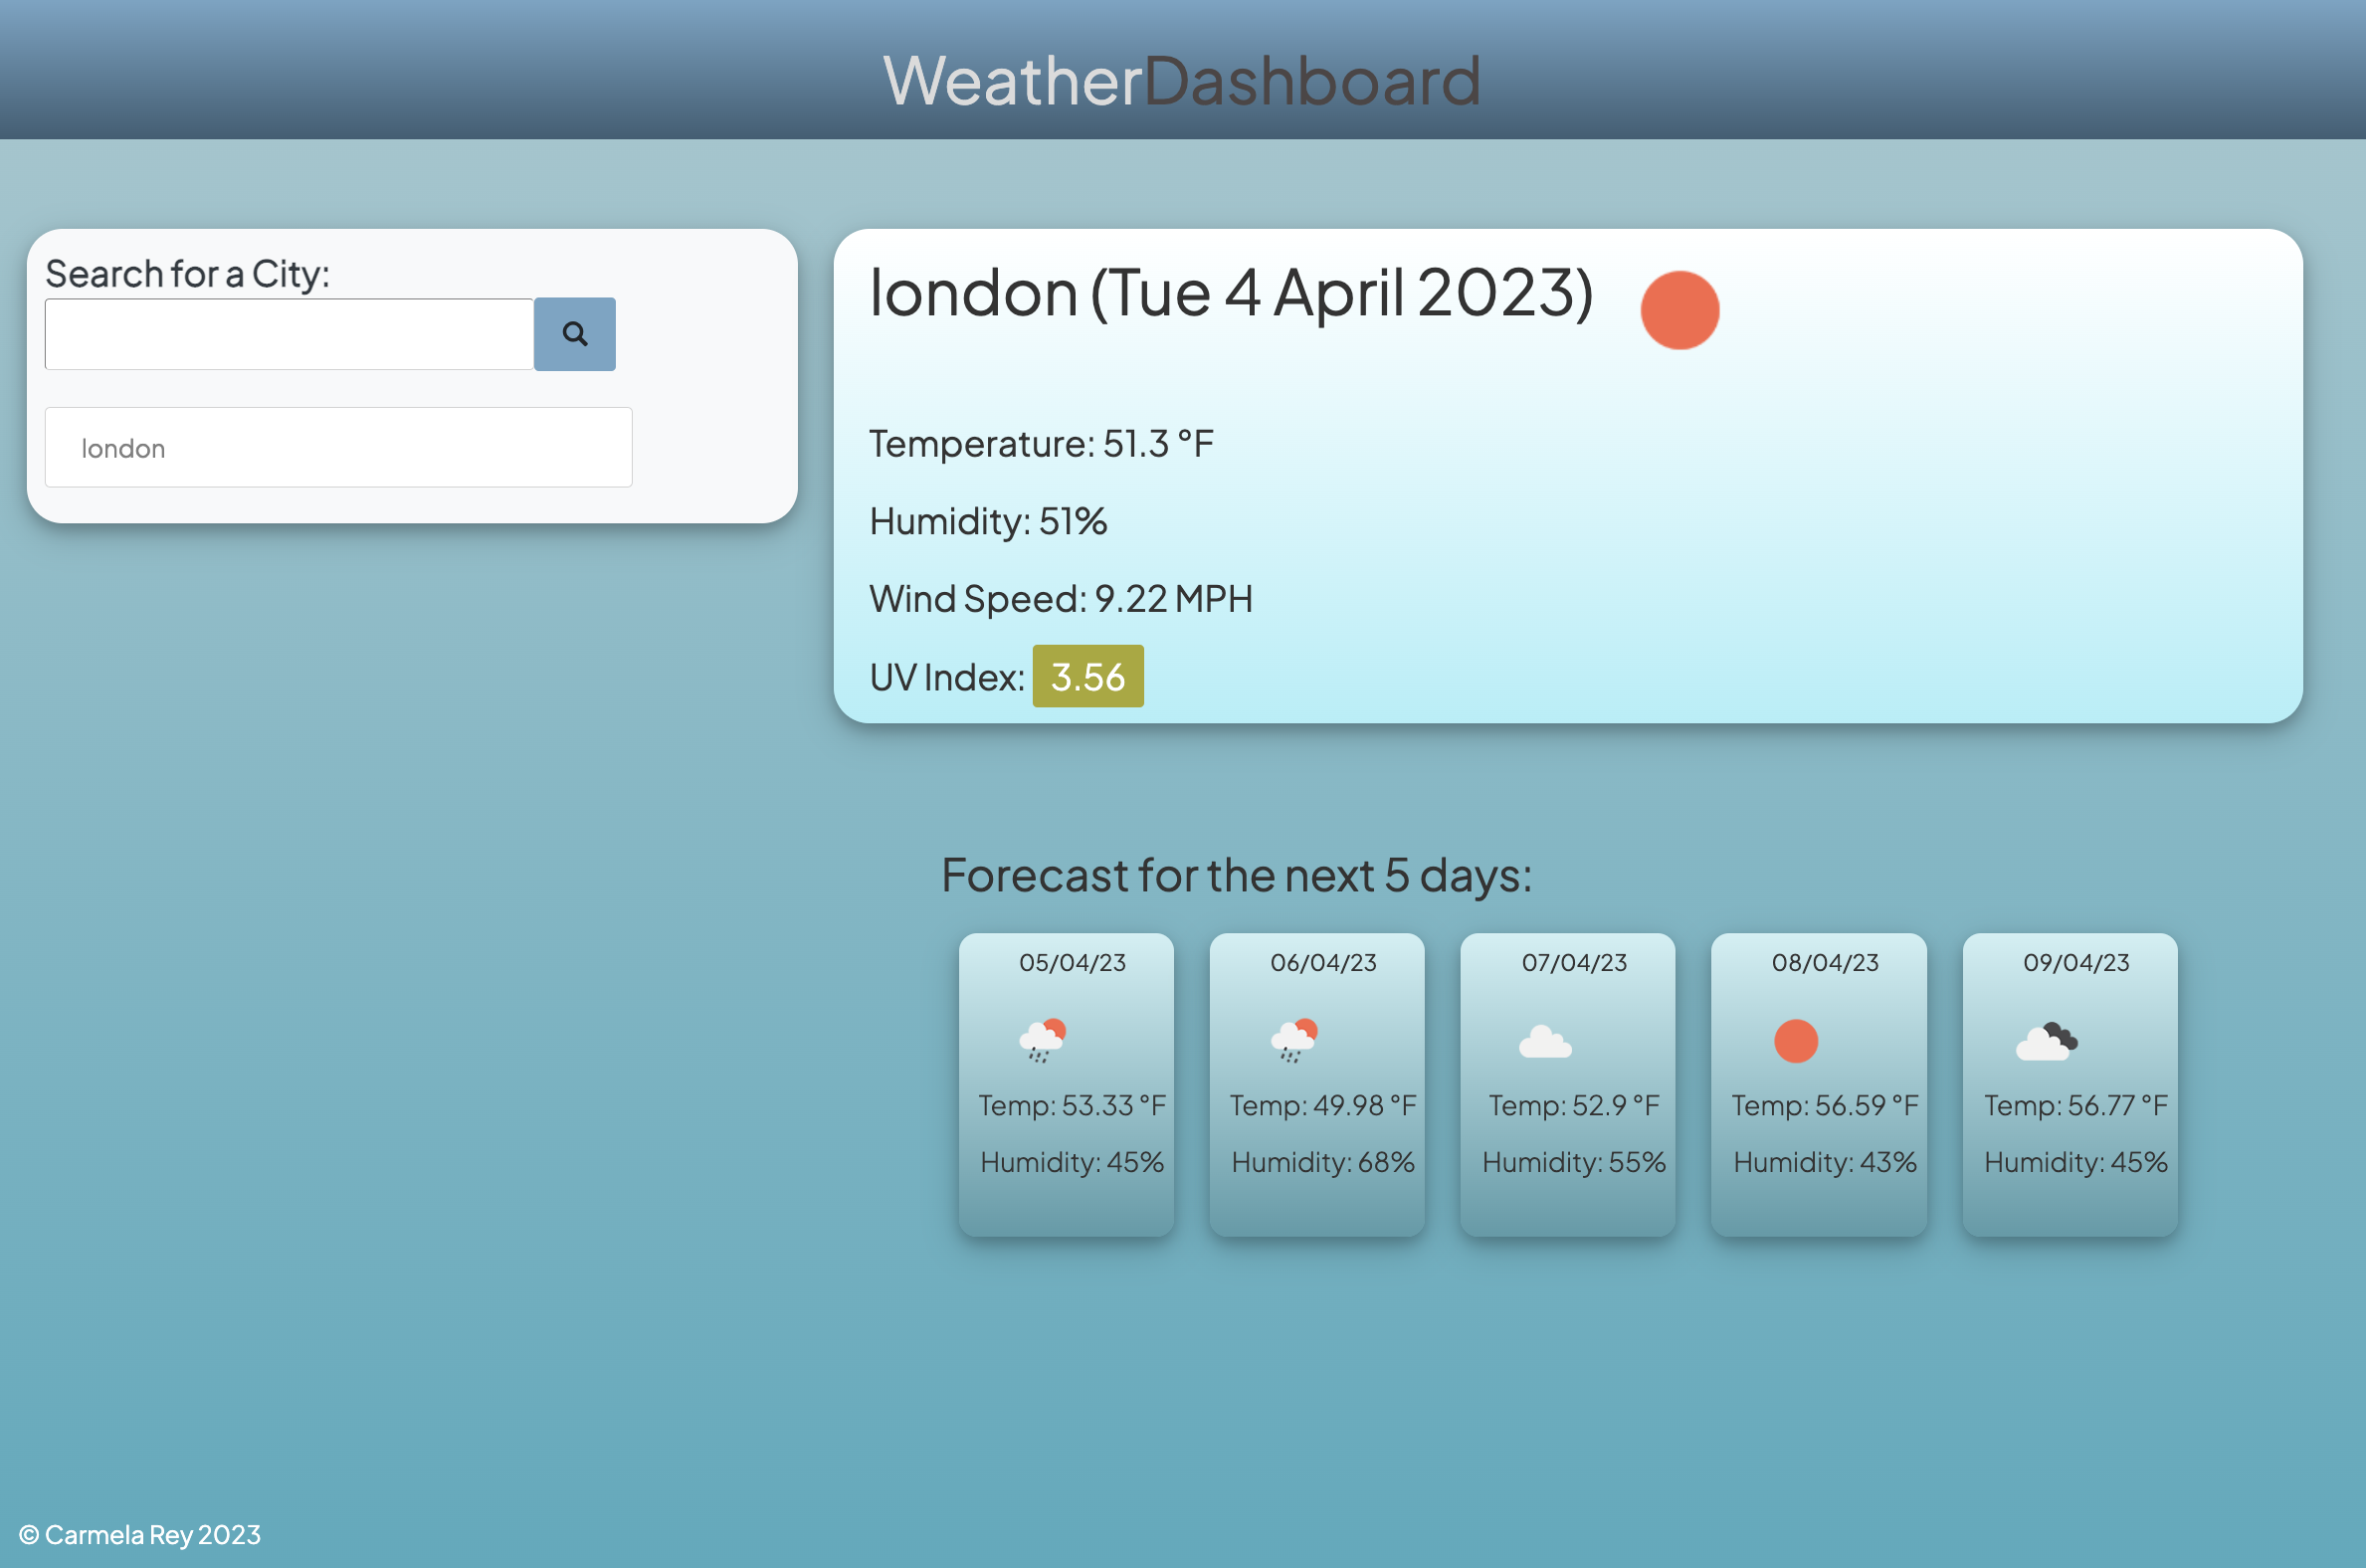 WeatherDashboard
Search for a City:
london
london (Tue 4 April 2023)
Temperature: 51.3 °F
Humidity: 51%
Wind Speed: 9.22 MPH
UV Index: 3.56
Forecast for the next 5 days:
05/04/23
Temp: 53.33 °F
Humidity: 45%
06/04/23
Temp: 49.98 °F
Humidity: 68%
07/04/23
Temp: 52.9 °F
Humidity: 55%
08/04/23
Temp: 56.59 °F
Humidity: 43%
09/04/23
Temp: 56.77 °F
Humidity: 45%
© Carmela Rey 2023